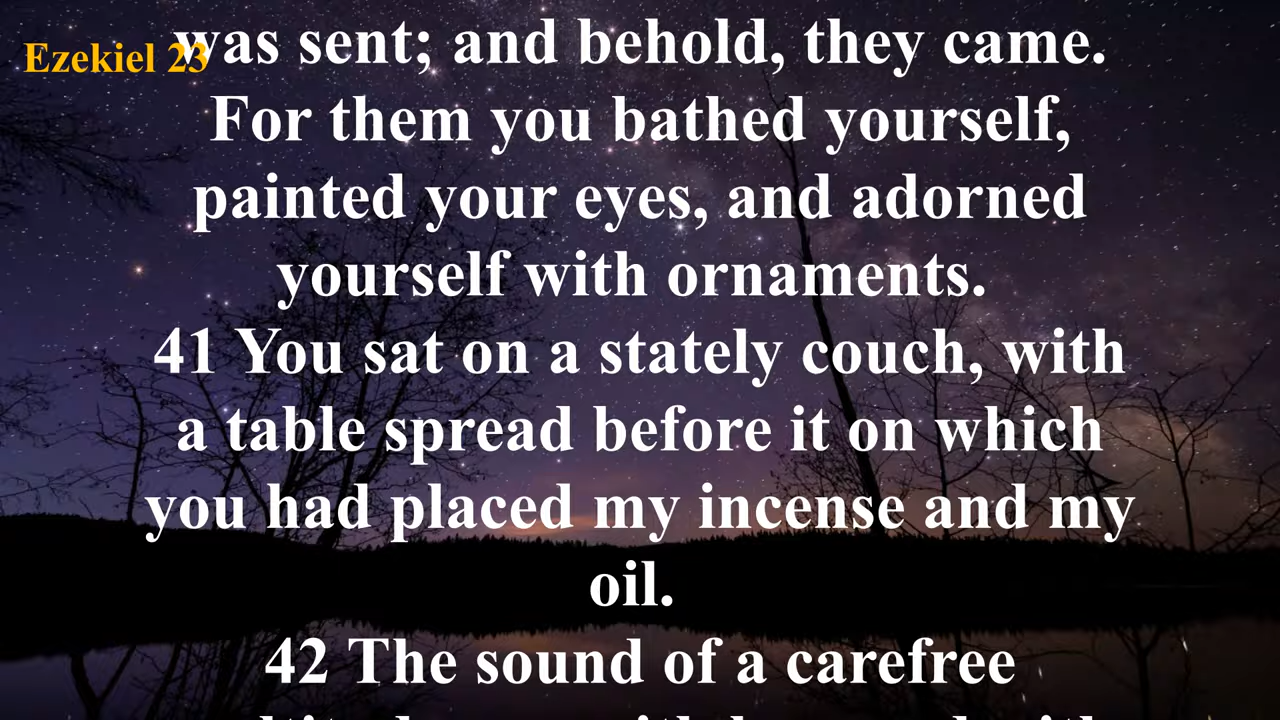 Ezekiel 23
was sent; and behold, they came.
For them you bathed yourself,
painted your eyes, and adorned
yourself with ornaments.
41 You sat on a stately couch, with
a table spread before it on which
you had placed my incense and my
oil.
42 The sound of a carefree